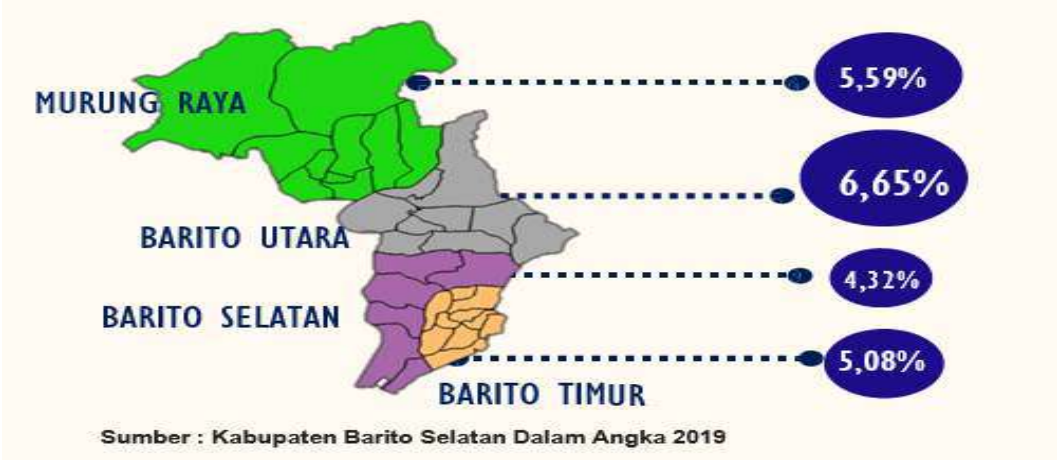 5,59%
MURUNG RAYA
6,65%
BARITO UTARA
4,32%
BARITO SELATAN
5,08%
BARITO TIMUR
Sumber : Kabupaten Barito Selatan Dalam Angka 2019